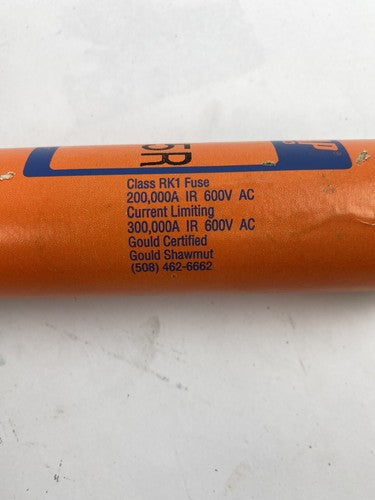 5R
P
Class RK1 Fuse
200,000A IR 600V AC
Current Limiting
300,000A IR 600V AC
Gould Certified
Gould Shawmut
(508) 462-6662